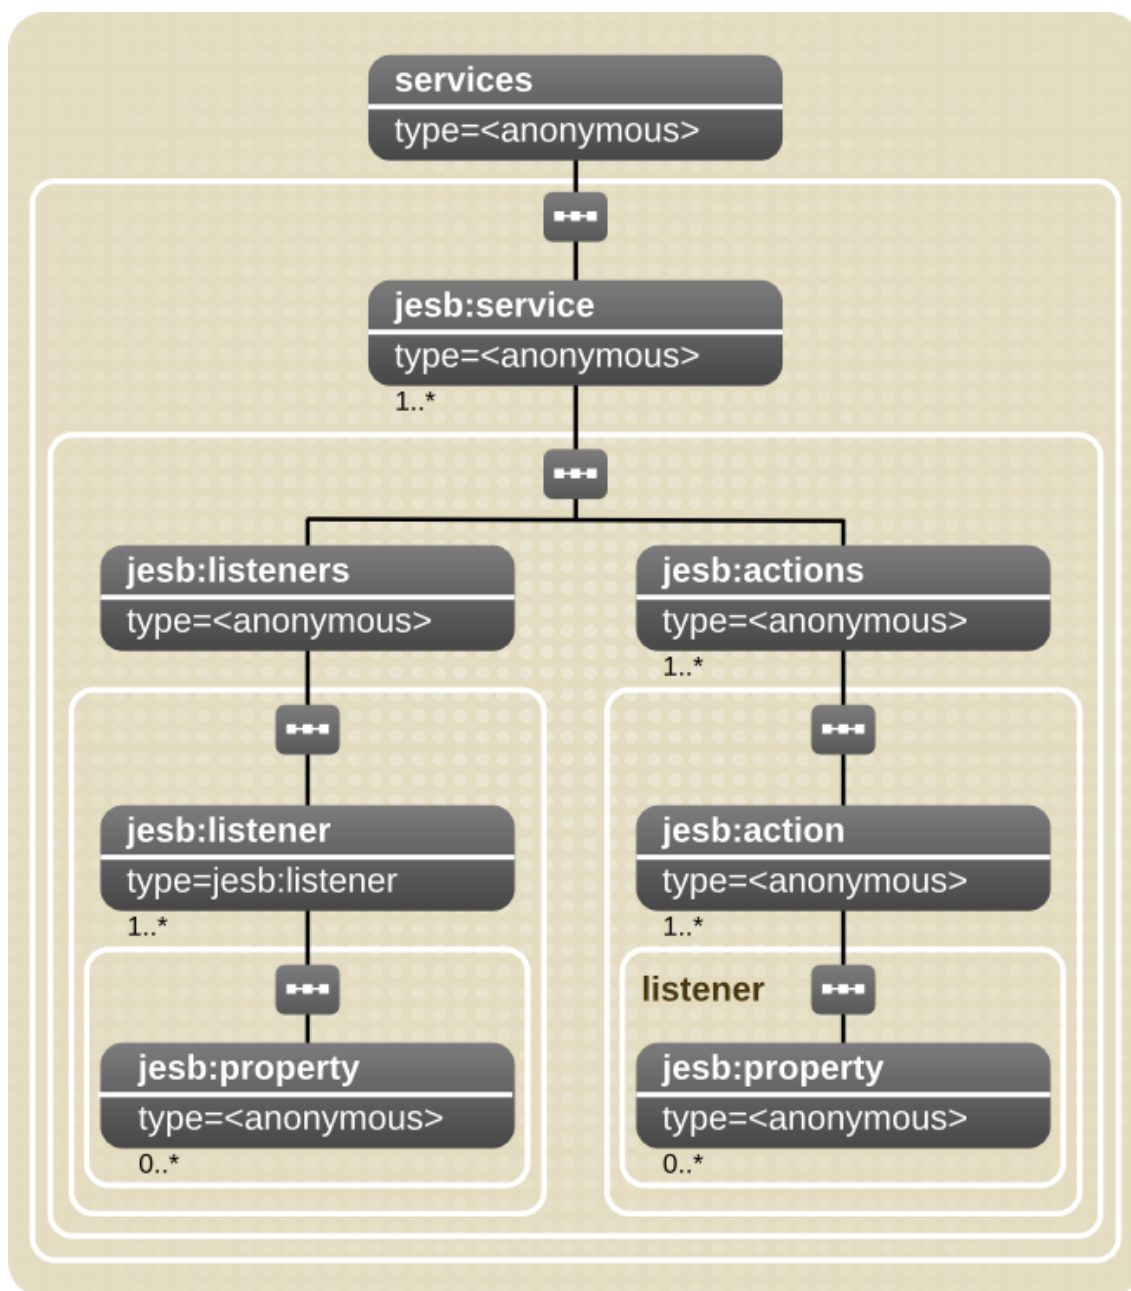 services
type=<anonymous>
jesb:service
type=<anonymous>
1..*
jesb:listeners
type=<anonymous>
jesb:actions
type=<anonymous>
1..*
jesb:listener
type=jesb:listener
1..*
jesb:action
type=<anonymous>
1..*
listener
jesb:property
type=<anonymous>
0..*
jesb:property
type=<anonymous>
0..*